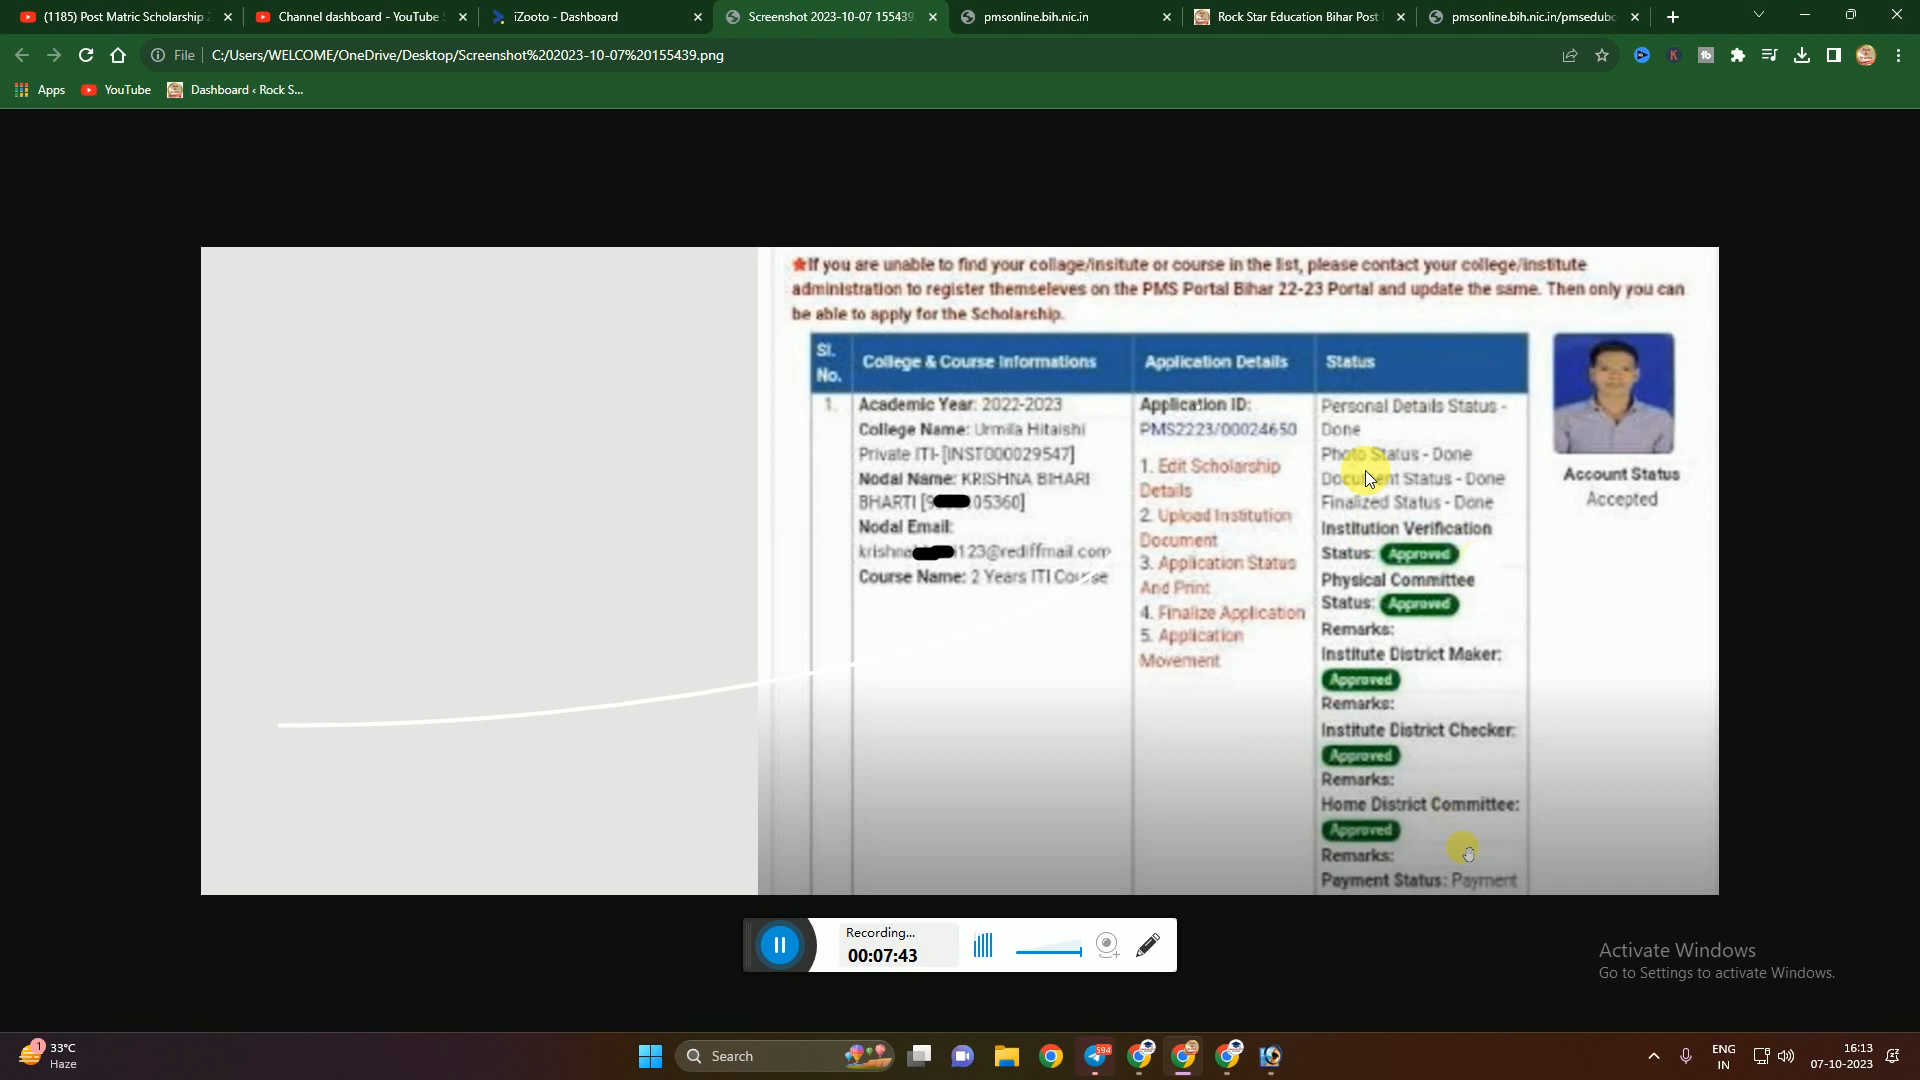 (1185) Post Matric Scholarship
Channel dashboard - YouTube
iZooto - Dashboard
Screenshot 2023-10-07 155439
pmsonline.bih.nic.in
Rock Star Education Bihar Post
pmsonline.bih.nic.in/pmsedubc
File
C:/Users/WELCOME/OneDrive/Desktop/Screenshot%202023-10-07%20155439.png
Apps
YouTube
Dashboard ‹ Rock S...
If you are unable to find your collage/insitute or course in the list, please contact your college/institute
administration to register themseleves on the PMS Portal Bihar 22-23 Portal and update the same. Then only you can
be able to apply for the Scholarship.
Sl.
No.
College & Course Informations
Application Details
Status
1.
Academic Year: 2022-2023
College Name: Urmila Hitaishi
Private ITI- [INST000029547]
Nodal Name: KRISHNA BIHARI
BHARTI [9 05360]
Nodal Email:
krishna 123@rediffmail.com
Course Name: 2 Years ITI Course
Application ID:
PMS2223/00024650
1. Edit Scholarship
Details
2. Upload Institution
Document
3. Application Status
And Print
4. Finalize Application
5. Application
Movement
Personal Details Status -
Done
Photo Status - Done
Document Status - Done
Finalized Status - Done
Institution Verification
Status: Approved
Physical Committee
Status: Approved
Remarks:
Institute District Maker:
Approved
Remarks:
Institute District Checker:
Approved
Remarks:
Home District Committee:
Approved
Remarks:
Payment Status: Payment
Account Status
Accepted
Recording...
00:07:43
Activate Windows
Go to Settings to activate Windows.
1
33°C
Haze
Search
594
ENG
IN
16:13
07-10-2023